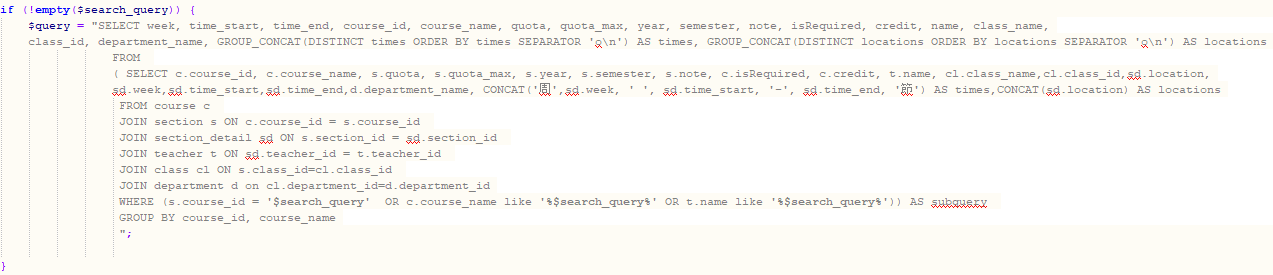 if (!empty($search_query)) {
$query = "SELECT week, time_start, time_end, course_id, course_name, quota, quota_max, year, semester, note, isRequired, credit, name, class_name,
class_id, department_name, GROUP_CONCAT(DISTINCT times ORDER BY times SEPARATOR 'g\n') AS times, GROUP_CONCAT(DISTINCT locations ORDER BY locations SEPARATOR 'g\n') AS locations
FROM
( SELECT c.course_id, c.course_name, s.quota, s.quota_max, s.year, s.semester, s.note, c.isRequired, c.credit, t.name, cl.class_name,cl.class_id,sd.location,
sd.week,sd.time_start,sd.time_end,d.department_name, CONCAT('周',sd.week, ' ', sd.time_start, '-', sd.time_end, '節') AS times,CONCAT(sd.location) AS locations
FROM course c
JOIN section s ON c.course_id = s.course_id
JOIN section_detail sd ON s.section_id = sd.section_id
JOIN teacher t ON sd.teacher_id = t.teacher_id
JOIN class cl ON s.class_id=cl.class_id
JOIN department d on cl.department_id=d.department_id
WHERE (s.course_id = '$search_query'  OR c.course_name like '%$search_query%' OR t.name like '%$search_query%')) AS subquery
GROUP BY course_id, course_name
";
}